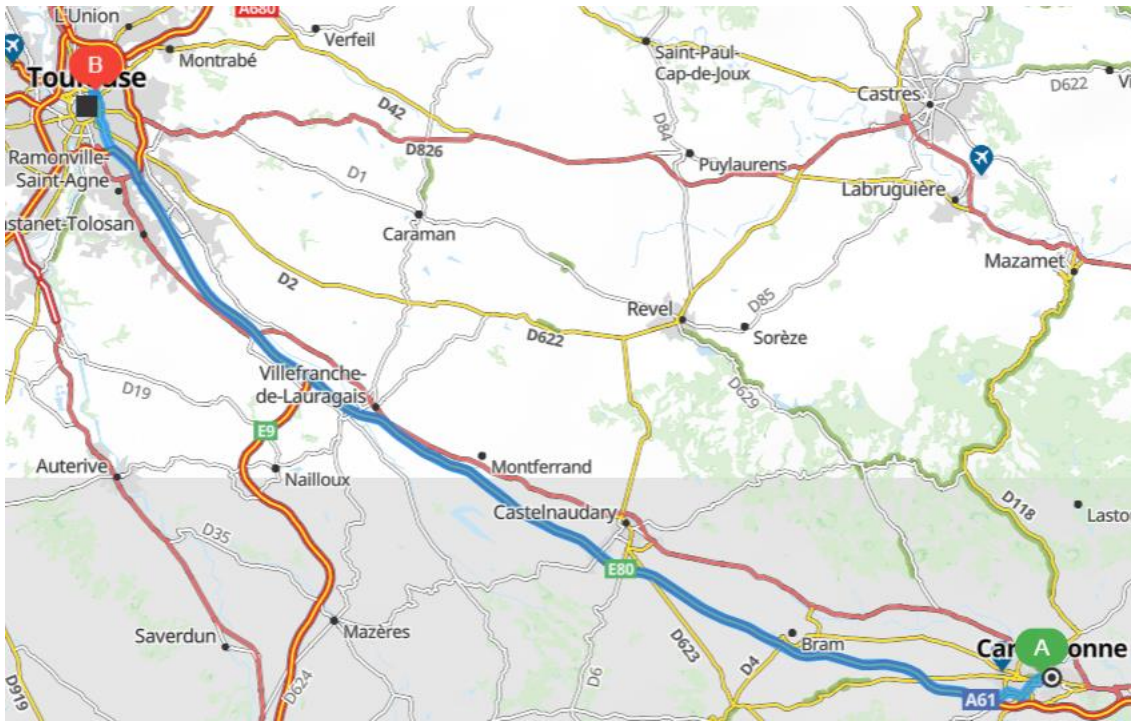 L'Union
A680
Verfeil
Montrabé
B
Saint-Paul-
Cap-de-Joux
Castres
D622
Vi
D42
D84
D826
Ramonville-
Saint-Agne
D1
Puylaurens
Labruguière
stanet-Tolosan
Caraman
Mazamet
D2
Revel
D85
Sorèze
D622
Villefranche-
de-Lauragais
D19
D629
E9
Auterive
Nailloux
Montferrand
Castelnaudary
D118
Lasto
D35
E80
Saverdun
Mazères
Bram
A
D623
D4
D6
D624
D919
A61